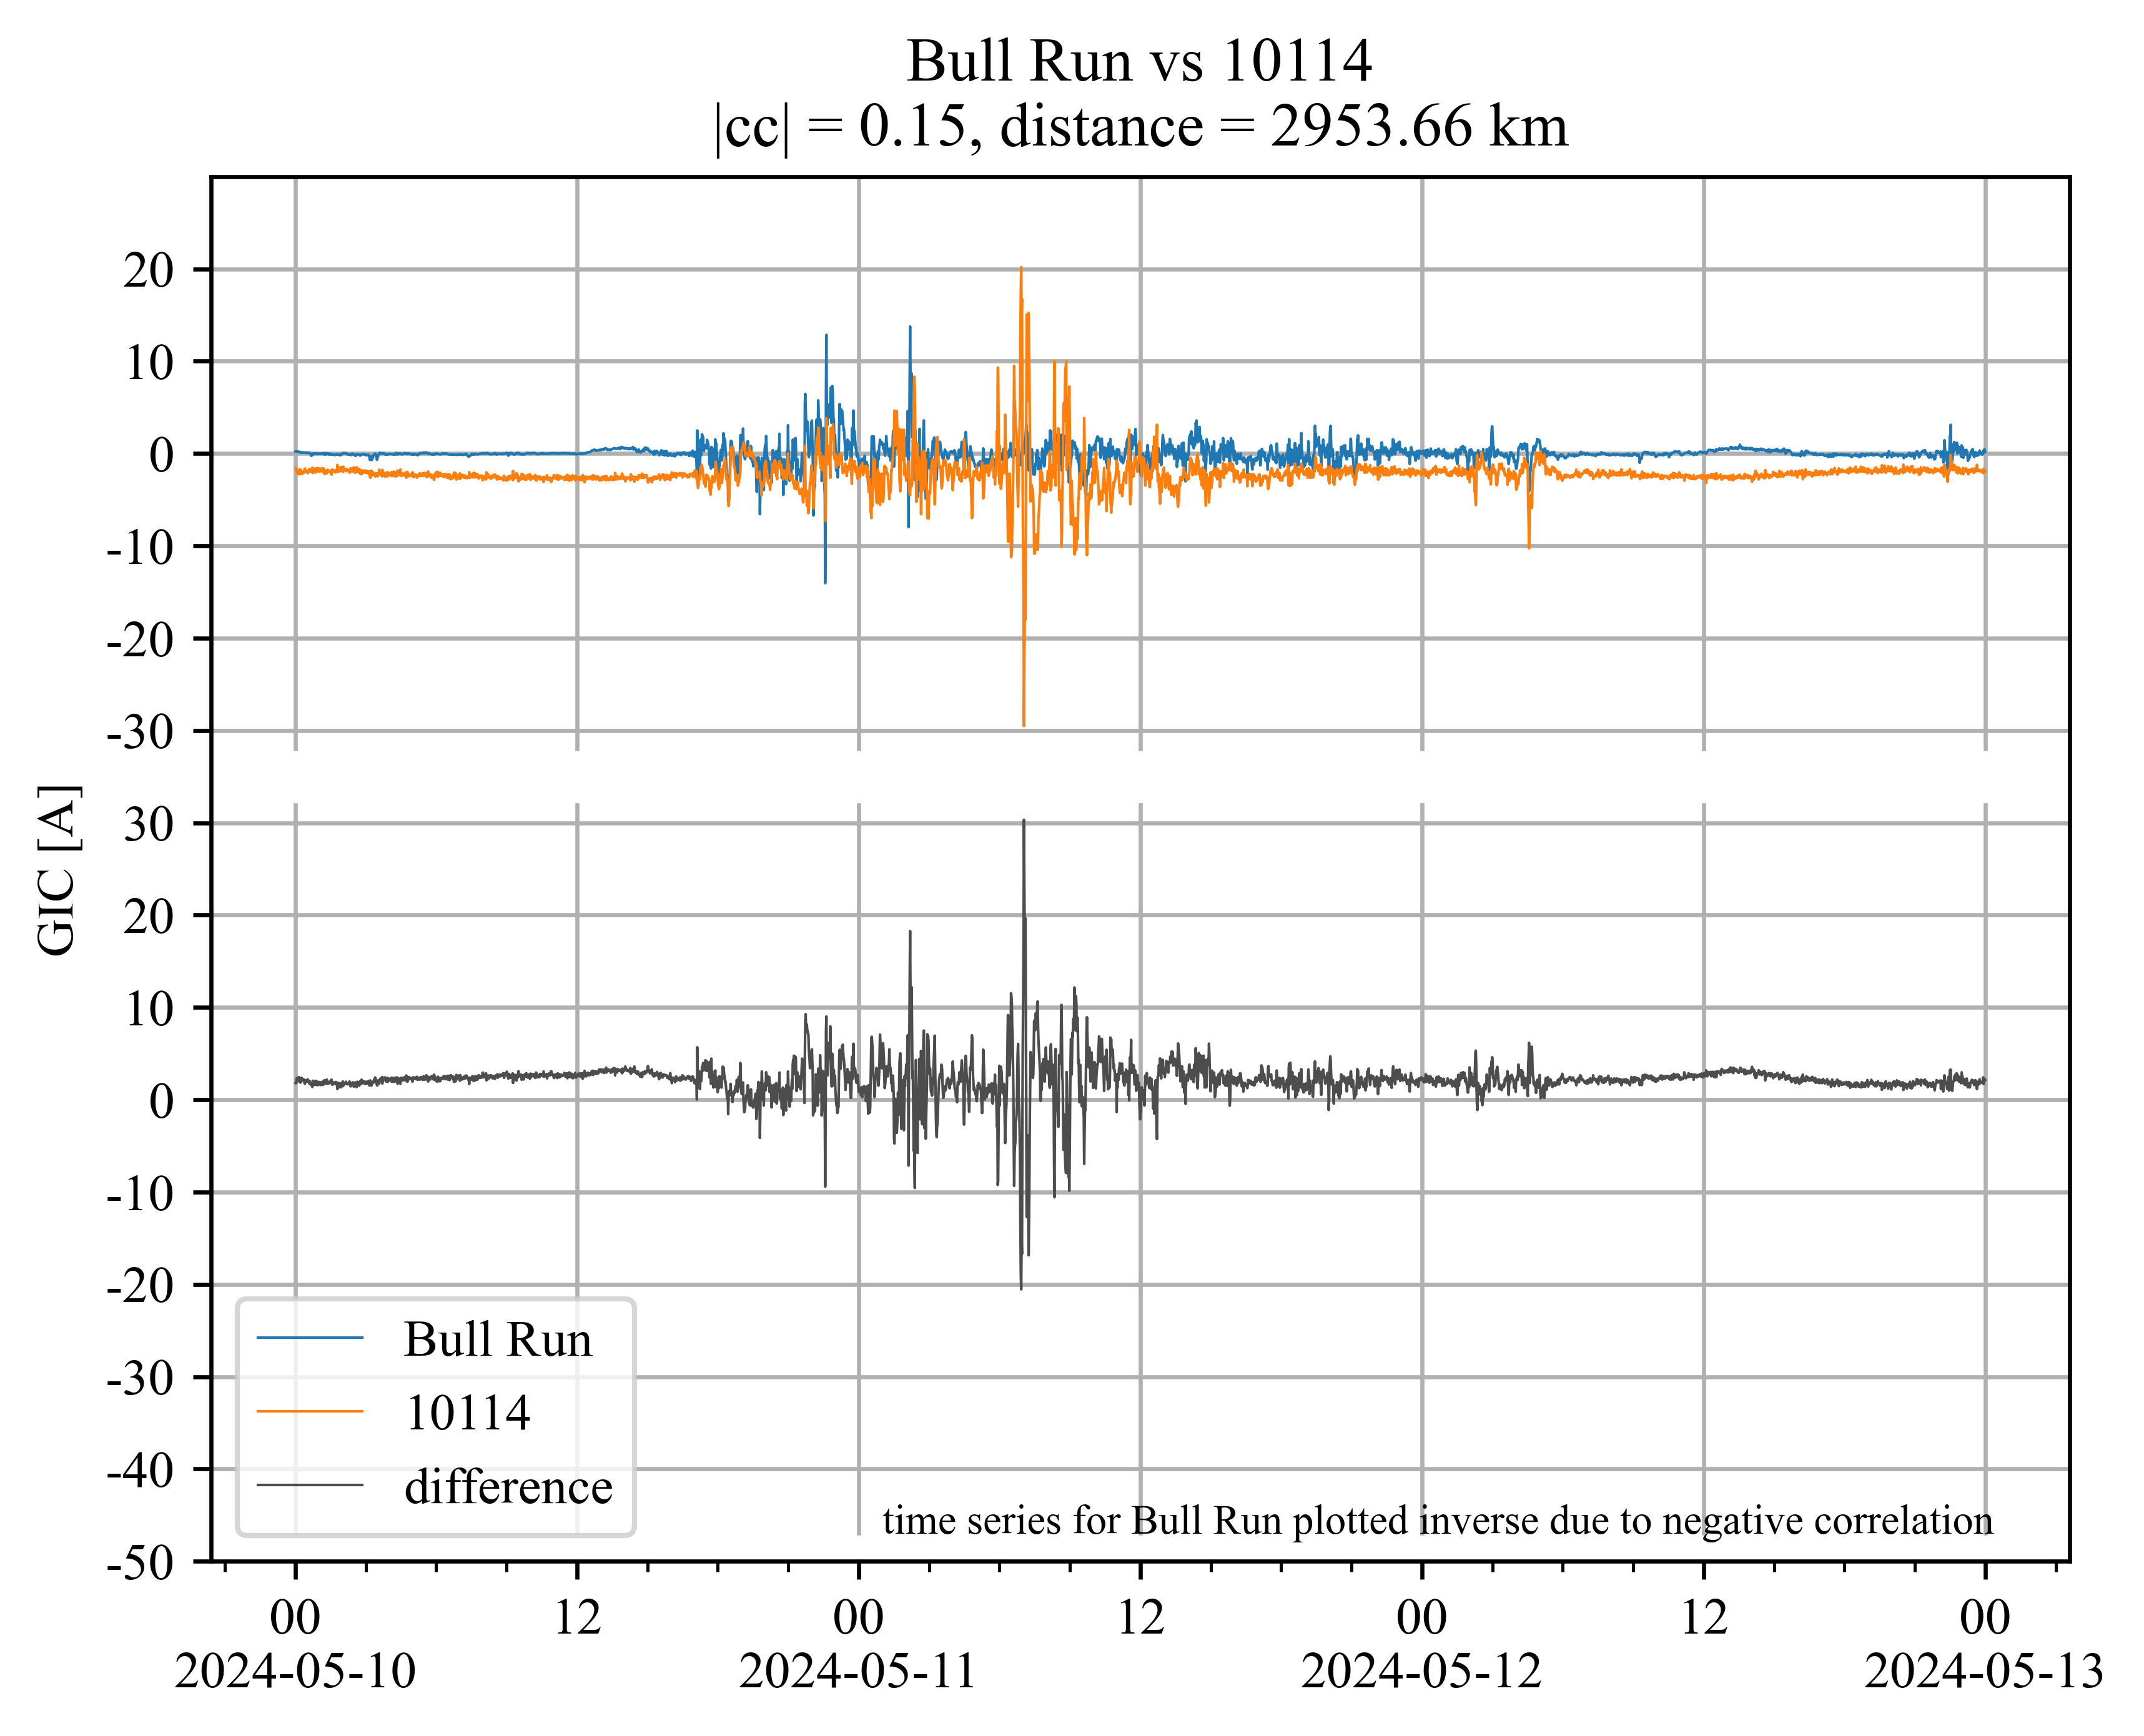 Bull Run vs 10114
|cc| = 0.15, distance = 2953.66 km
GIC [A]
20
10
0
-10
-20
-30
30
20
10
0
-10
-20
-30
-40
-50
Bull Run
10114
difference
time series for Bull Run plotted inverse due to negative correlation
00 12 00 12 00 12 00
2024-05-10 2024-05-11 2024-05-12 2024-05-13